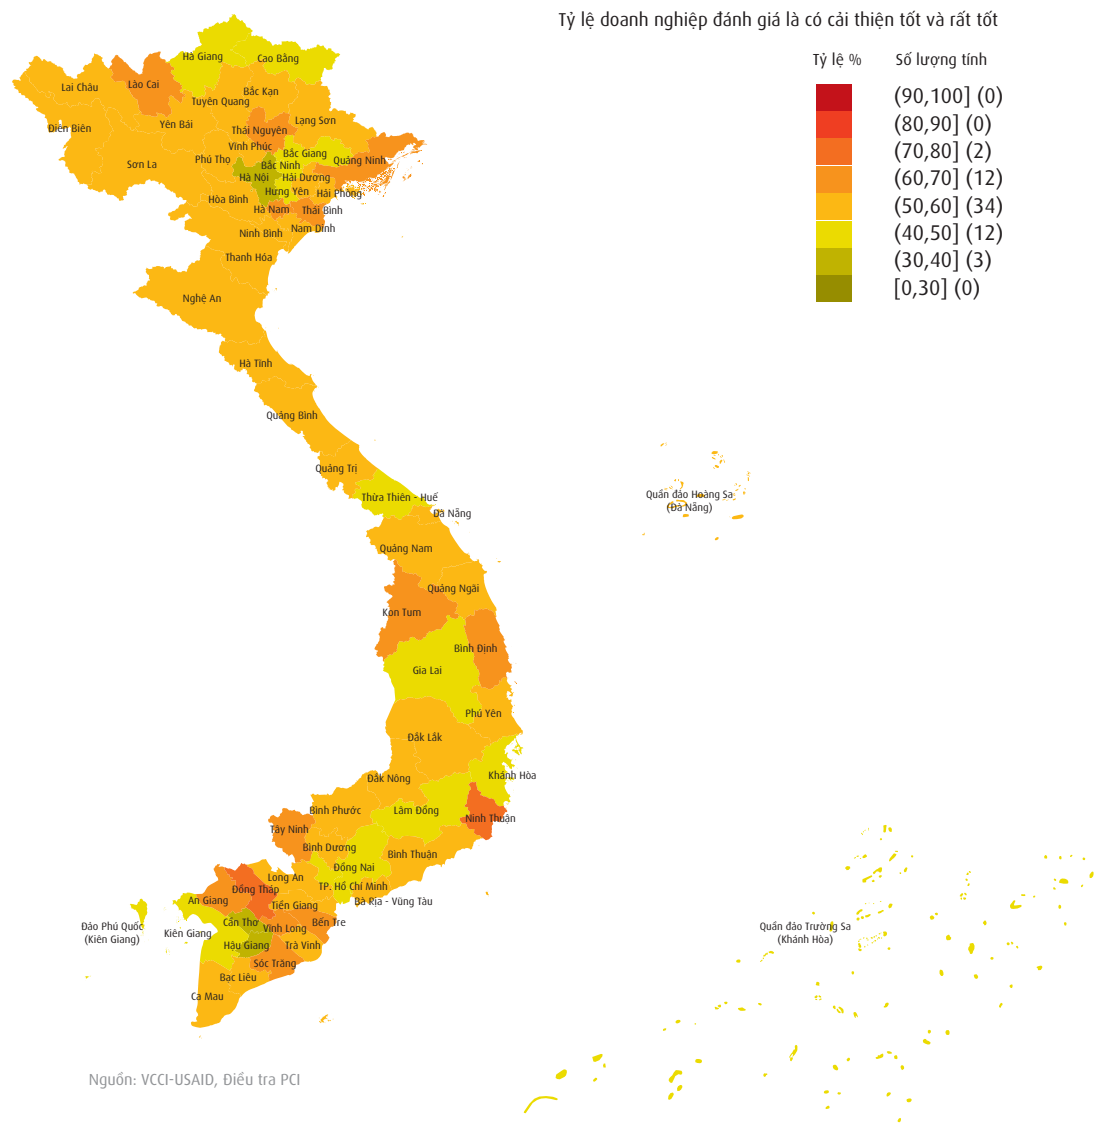 Tỷ lệ doanh nghiệp đánh giá là có cải thiện tốt và rất tốt
Tỷ lệ %
Số lượng tính
(90,100] (0)
(80,90] (0)
(70,80] (2)
(60,70] (12)
(50,60] (34)
(40,50] (12)
(30,40] (3)
[0,30] (0)
Hà Giang
Cao Bằng
Lai Châu
Lào Cai
Bắc Kạn
Tuyên Quang
Lạng Sơn
Điên Biên
Yên Bái
Thái Nguyên
Vĩnh Phúc
Bắc Giang
Sơn La
Phú Thọ
Bắc Ninh
Quảng Ninh
Hà Nội
Hải Dương
Hưng Yên
Hải Phòng
Hòa Bình
Hà Nam
Thái Bình
Nam Dinh
Ninh Bình
Thanh Hóa
Nghệ An
Hà Tĩnh
Quảng Bình
Quảng Trị
Thừa Thiên - Huế
Đà Nẵng
Quần đảo Hoàng Sa
(Đà Nẵng)
Quảng Nam
Quảng Ngãi
Kon Tum
Bình Định
Gia Lai
Phú Yên
Đắk Lắk
Khánh Hòa
Đắk Nông
Bình Phước
Lâm Đồng
Ninh Thuận
Tây Ninh
Bình Dương
Bình Thuận
Đồng Nai
Long An
TP. Hồ Chí Minh
Đồng Tháp
An Giang
Tiền Giang
Bà Rịa - Vũng Tàu
Đảo Phú Quốc
(Kiên Giang)
Kiên Giang
Cần Thơ
Vĩnh Long
Bến Tre
Hậu Giang
Trà Vinh
Sóc Trăng
Bạc Liêu
Ca Mau
Quần đảo Trường Sa
(Khánh Hòa)
Nguồn: VCCI-USAID, Điều tra PCI